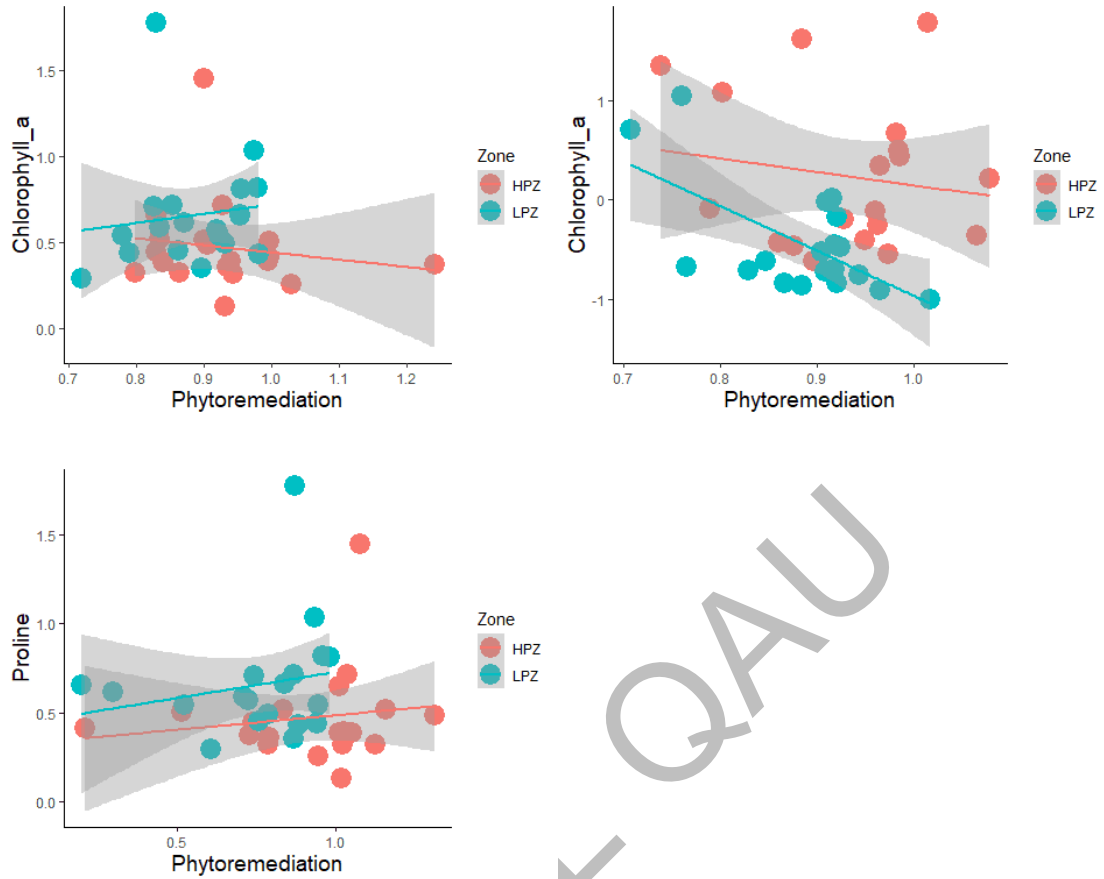 Chlorophyll_a
1.5
1.0
0.5
0.0
0.7 0.8 0.9 1.0 1.1 1.2
Phytoremediation
Zone
HPZ
LPZ
Chlorophyll_a
1
0
-1
0.7 0.8 0.9 1.0
Phytoremediation
Zone
HPZ
LPZ
Proline
1.5
1.0
0.5
0.0
0.5 1.0
Phytoremediation
Zone
HPZ
LPZ
QAU